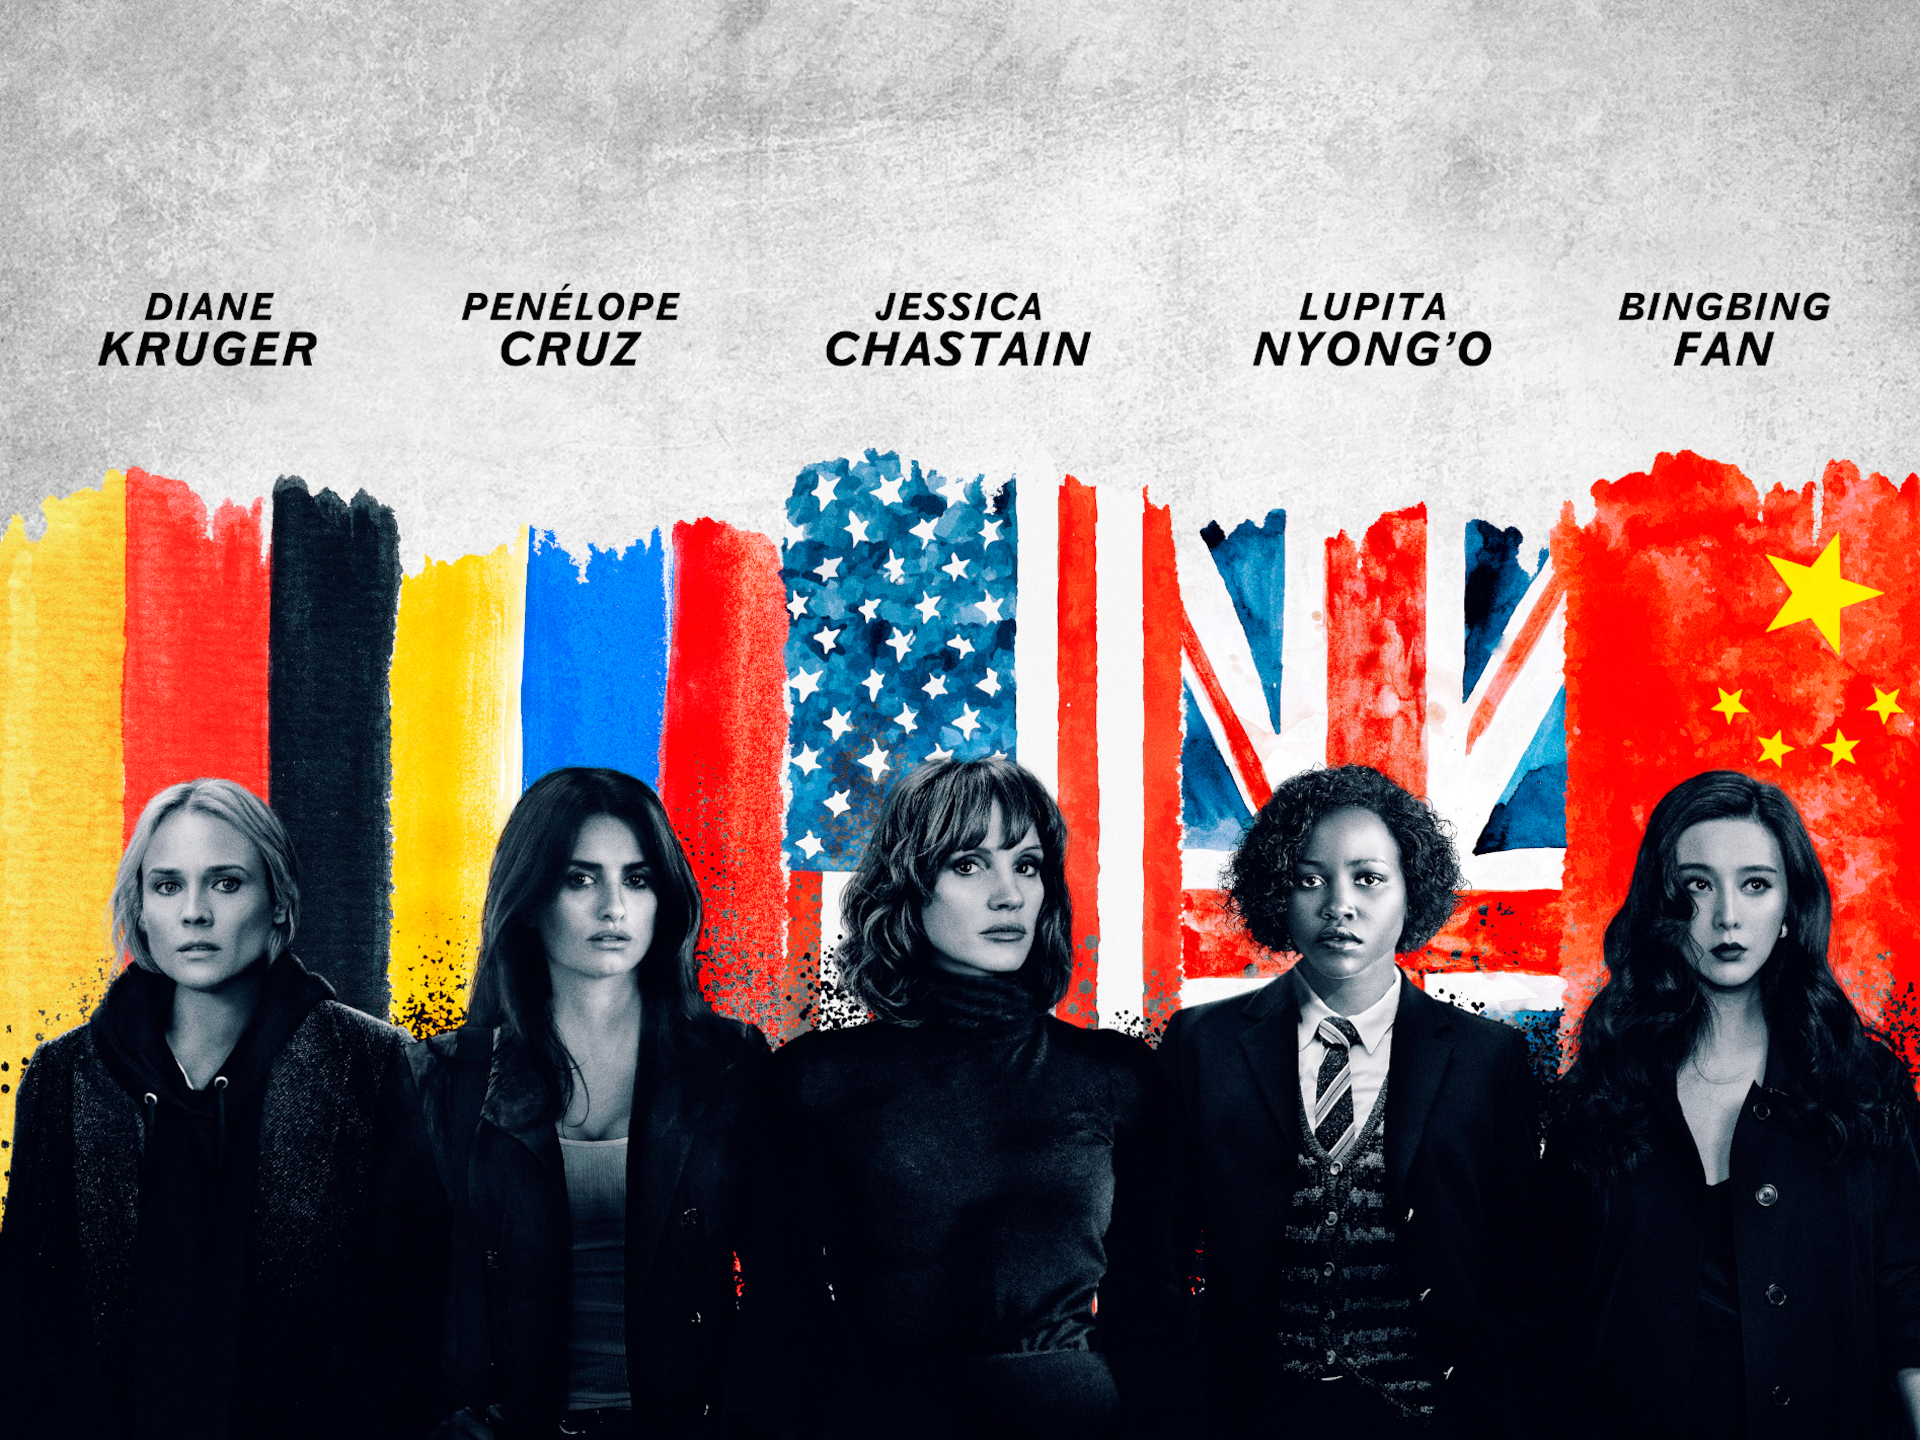 DIANE
KRUGER
PENÉLOPE
CRUZ
JESSICA
CHASTAIN
LUPITA
NYONG’O
BINGBING
FAN